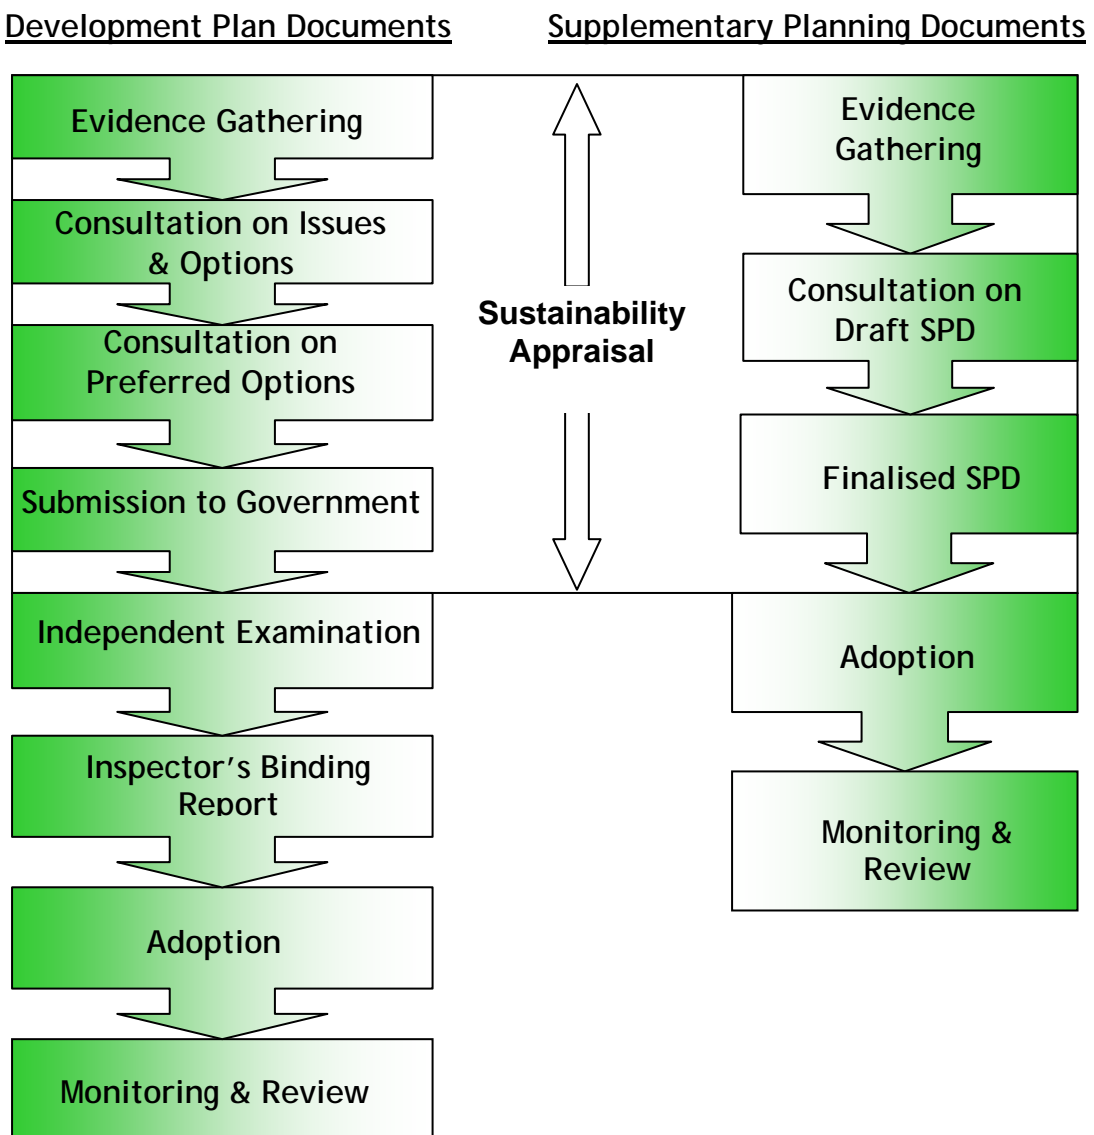 Development Plan Documents
Supplementary Planning Documents
Evidence Gathering
Consultation on Issues
& Options
Consultation on
Preferred Options
Submission to Government
Independent Examination
Inspector's Binding
Report
Adoption
Monitoring & Review
Sustainability
Appraisal
Evidence
Gathering
Consultation on
Draft SPD
Finalised SPD
Adoption
Monitoring &
Review